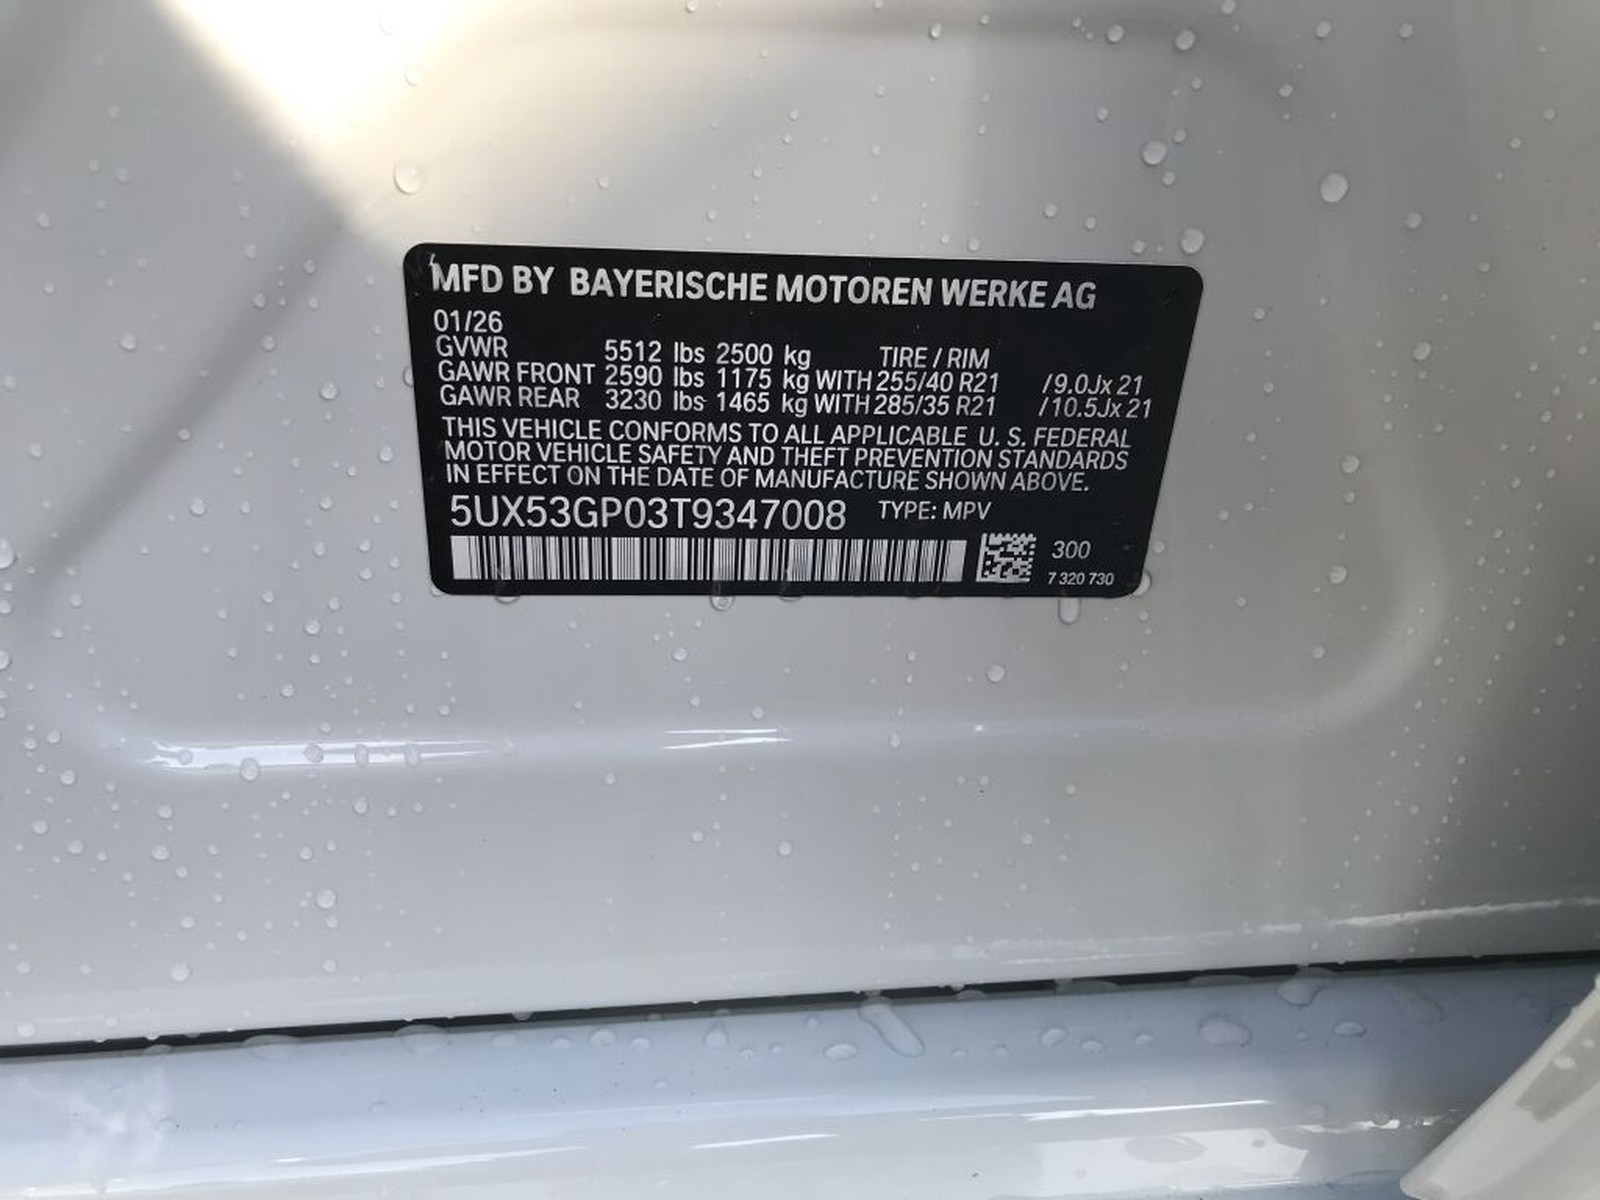 MFD BY BAYERISCHE MOTOREN WERKE AG
01/26
GVWR 5512 lbs 2500 kg TIRE / RIM
GAWR FRONT 2590 lbs 1175 kg WITH 255/40 R21 /9.0Jx 21
GAWR REAR 3230 lbs 1465 kg WITH 285/35 R21 /10.5Jx 21
THIS VEHICLE CONFORMS TO ALL APPLICABLE U. S. FEDERAL
MOTOR VEHICLE SAFETY AND THEFT PREVENTION STANDARDS
IN EFFECT ON THE DATE OF MANUFACTURE SHOWN ABOVE.
5UX53GP03T9347008 TYPE: MPV
300
7 320 730